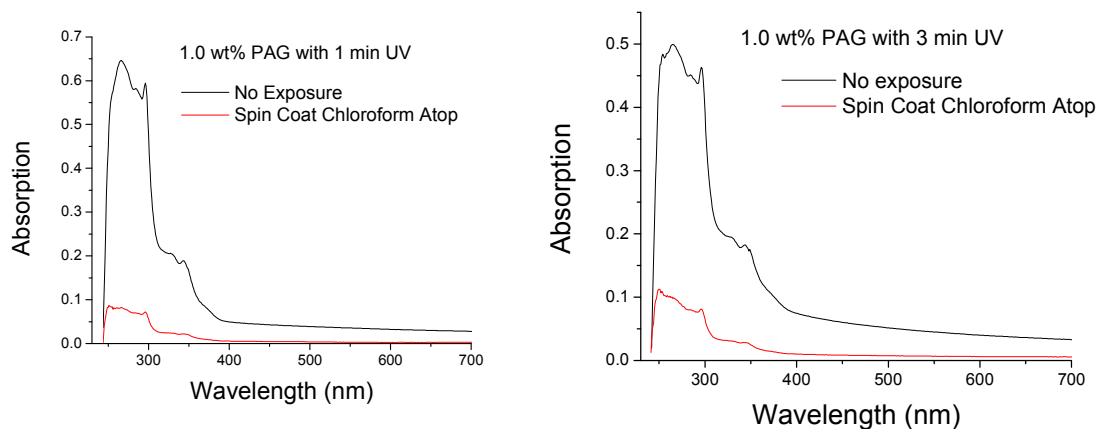 1.0 wt% PAG with 1 min UV
No Exposure
Spin Coat Chloroform Atop
0.7
0.6
0.5
0.4
0.3
0.2
0.1
0.0
Absorption
300
400
500
600
700
Wavelength (nm)
1.0 wt% PAG with 3 min UV
No exposure
Spin Coat Chloroform Atop
0.5
0.4
0.3
0.2
0.1
0.0
Absorption
300
400
500
600
700
Wavelength (nm)